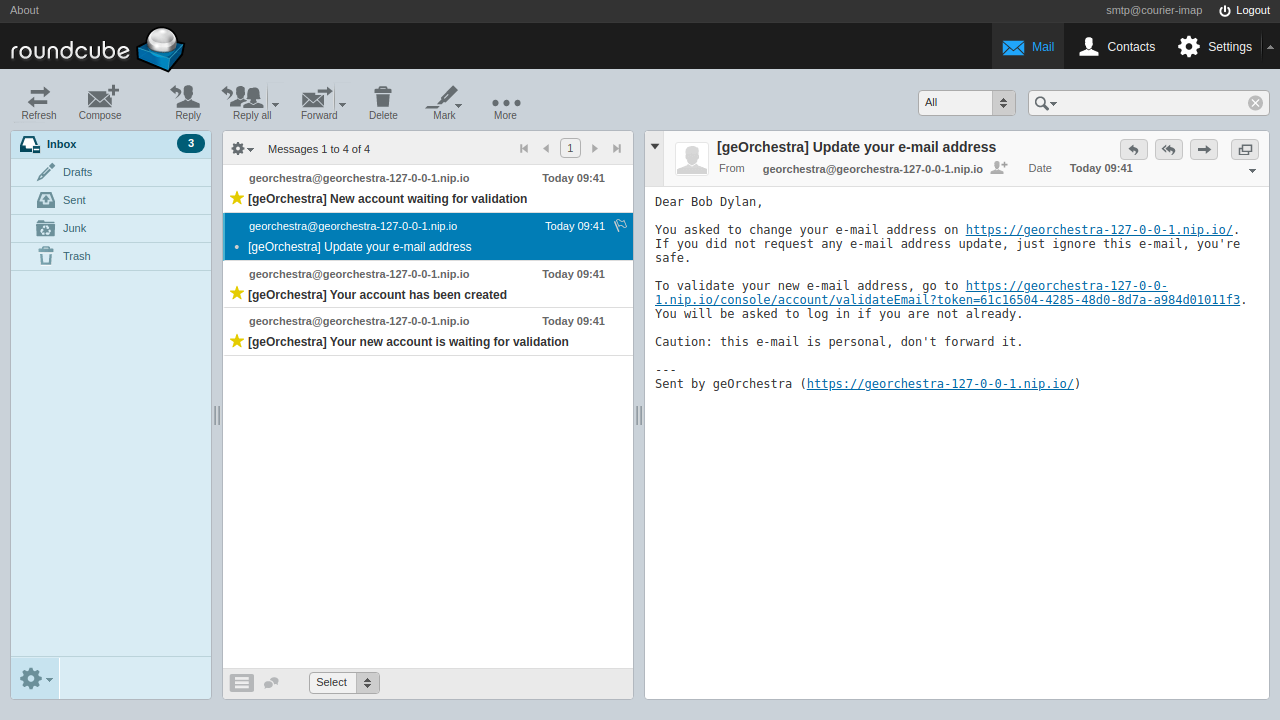 About
smtp@courier-imap Logout
roundcube
Mail Contacts Settings
Refresh Compose Reply Reply all Forward Delete Mark More
All
Inbox 3
Drafts
Sent
Junk
Trash
Messages 1 to 4 of 4 1
georchestra@georchestra-127-0-0-1.nip.io Today 09:41
[geOrchestra] New account waiting for validation
georchestra@georchestra-127-0-0-1.nip.io Today 09:41
[geOrchestra] Update your e-mail address
georchestra@georchestra-127-0-0-1.nip.io Today 09:41
[geOrchestra] Your account has been created
georchestra@georchestra-127-0-0-1.nip.io Today 09:41
[geOrchestra] Your new account is waiting for validation
Select
[geOrchestra] Update your e-mail address
From georchestra@georchestra-127-0-0-1.nip.io Date Today 09:41
Dear Bob Dylan,
You asked to change your e-mail address on https://georchestra-127-0-0-1.nip.io/.
If you did not request any e-mail address update, just ignore this e-mail, you're
safe.
To validate your new e-mail address, go to https://georchestra-127-0-0-
1.nip.io/console/account/validateEmail?token=61c16504-4285-48d0-8d7a-a984d01011f3.
You will be asked to log in if you are not already.
Caution: this e-mail is personal, don't forward it.
---
Sent by geOrchestra (https://georchestra-127-0-0-1.nip.io/)